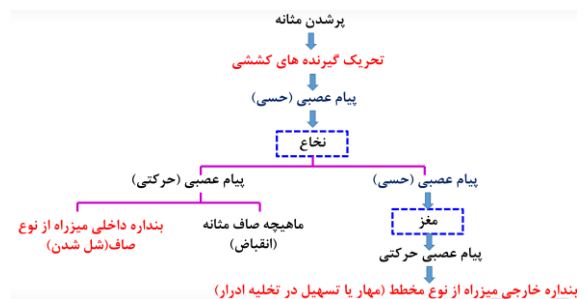 پرشدن مثانه
تحریک گیرنده های کششی
پیام عصبی (حسی)
نخاع
پیام عصبی (حسی)
پیام عصبی (حرکتی)
مغز
ماهیچه صاف مثانه
(انقباض)
بنداره داخلی میزراه از نوع
صاف(شل شدن)
پیام عصبی حرکتی
بنداره خارجی میزراه از نوع مخطط (مهار یا تسهیل در تخلیه ادرار)